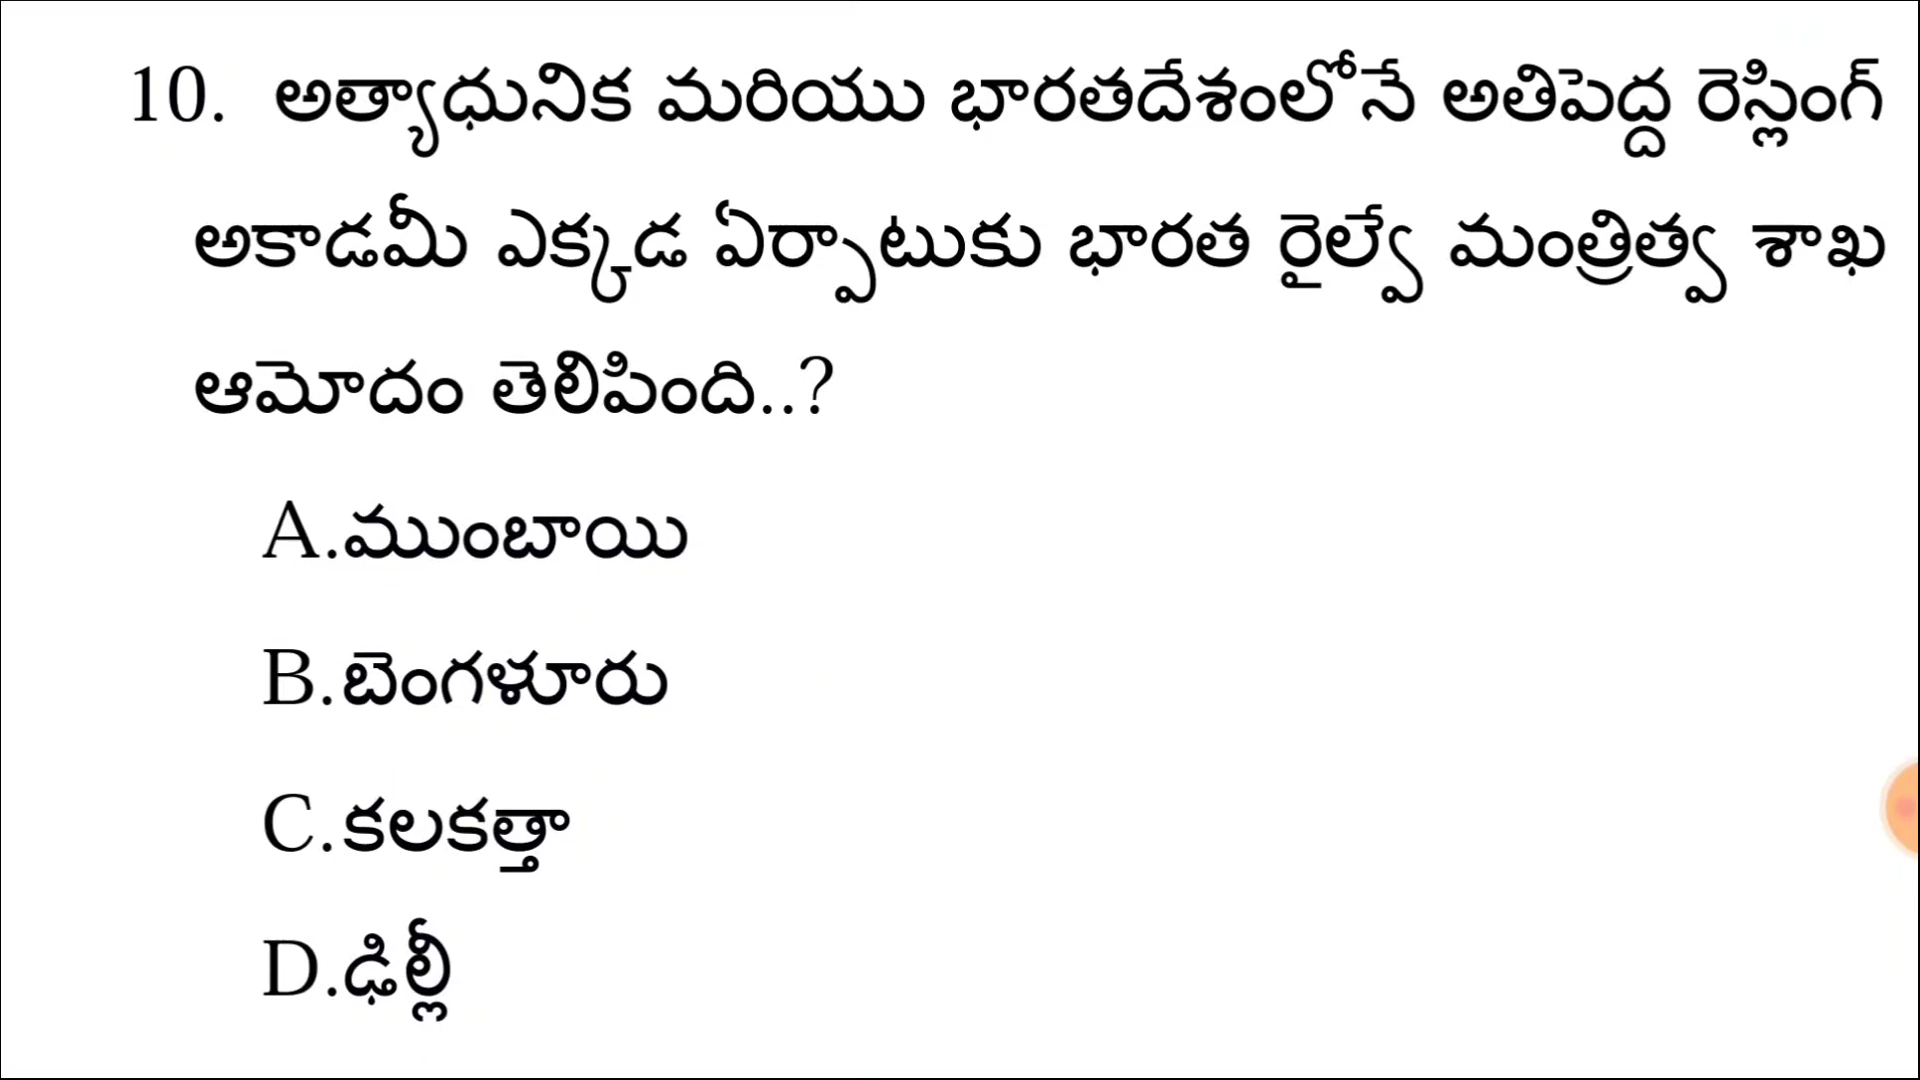 10. అత్యాధునిక మరియు భారతదేశంలోనే అతిపెద్ద రెస్లింగ్
అకాడమీ ఎక్కడ ఏర్పాటుకు భారత రైల్వే మంత్రిత్వ శాఖ
ఆమోదం తెలిపింది..?
A.ముంబాయి
B.బెంగళూరు
C.కలకత్తా
D.ఢిల్లీ